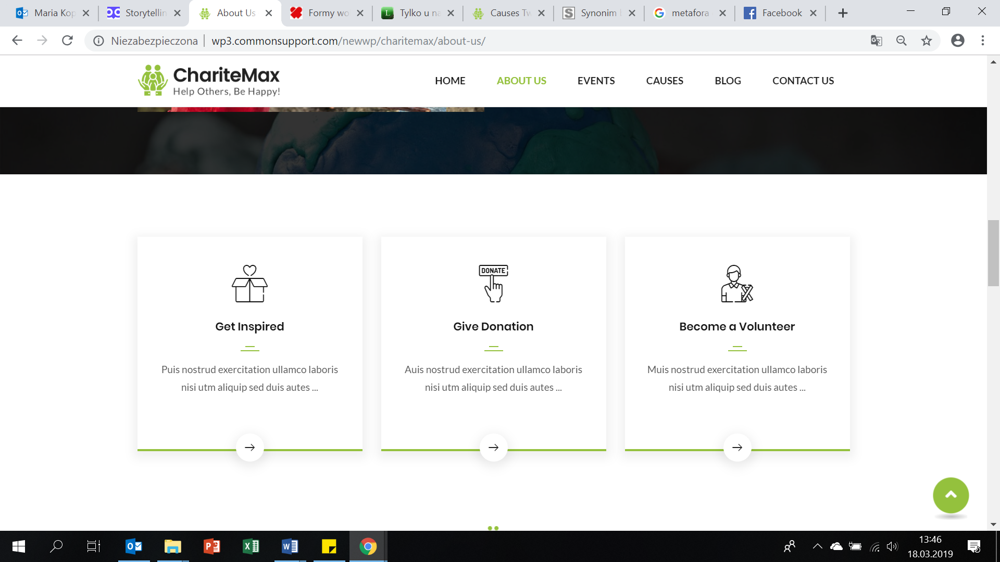 Maria Kop
Storytellin
About Us
Formy wo
Tylko u na
Causes Tw
Synonim
metafora
Facebook
Niezabezpieczona
wp3.commonsupport.com/newwp/charitemax/about-us/
ChariteMax
Help Others, Be Happy!
HOME
ABOUT US
EVENTS
CAUSES
BLOG
CONTACT US
DONATE
Get Inspired
Give Donation
Become a Volunteer
Puis nostrud exercitation ullamco laboris
nisi utm aliquip sed duis autes ...
Auis nostrud exercitation ullamco laboris
nisi utm aliquip sed duis autes ...
Muis nostrud exercitation ullamco laboris
nisi utm aliquip sed duis autes ...
13:46
18.03.2019